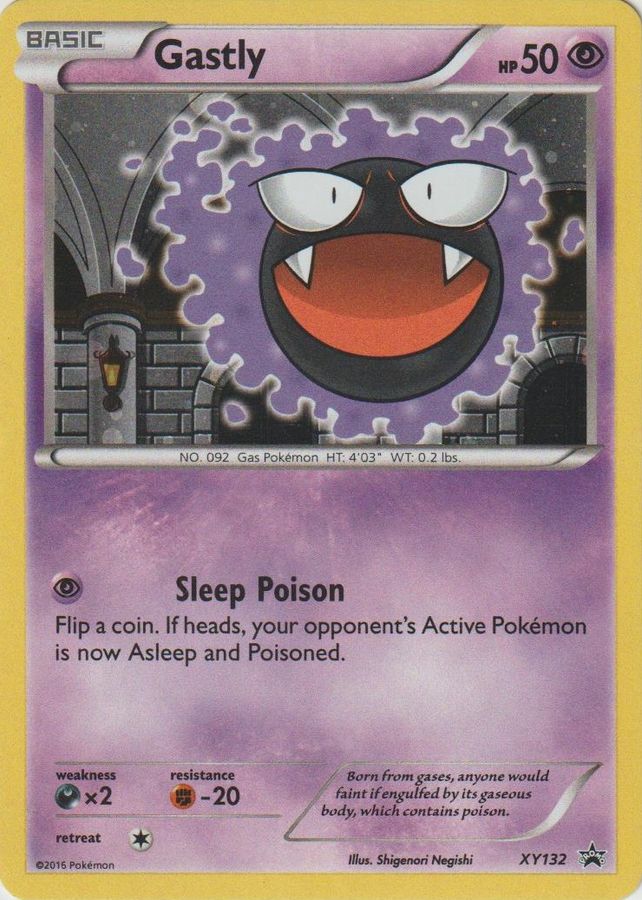 BASIC Gastly HP50
NO. 092 Gas Pokémon HT: 4'03" WT: 0.2 lbs.
Sleep Poison
Flip a coin. If heads, your opponent's Active Pokémon
is now Asleep and Poisoned.
weakness resistance
×2 -20
retreat
Born from gases, anyone would
faint if engulfed by its gaseous
body, which contains poison.
©2016 Pokémon Illus. Shigenori Negishi XY132 PROMO